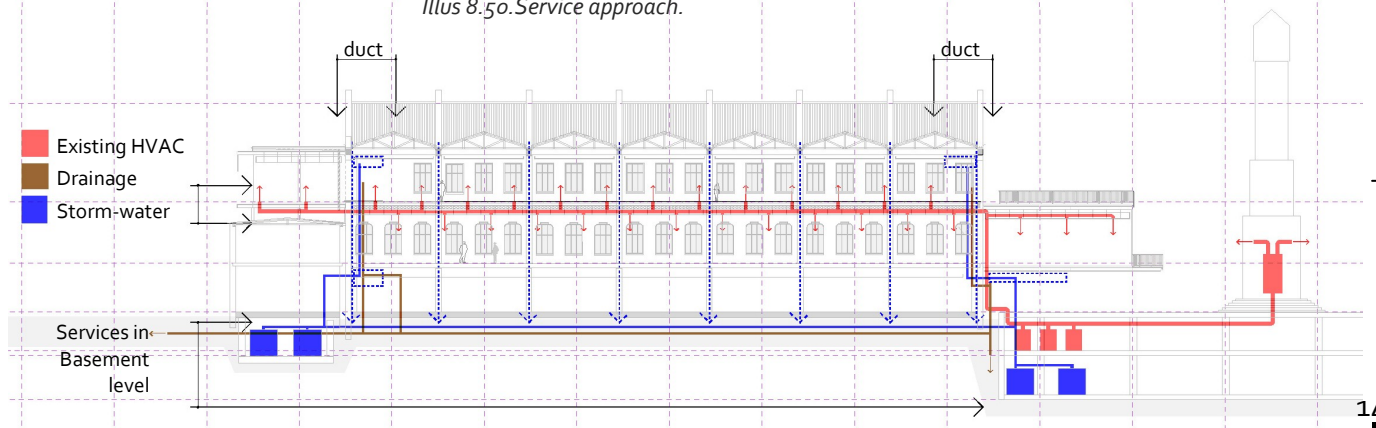 Illus 8.50.Service approach.
duct
duct
Existing HVAC
Drainage
Storm-water
Services in
Basement
level